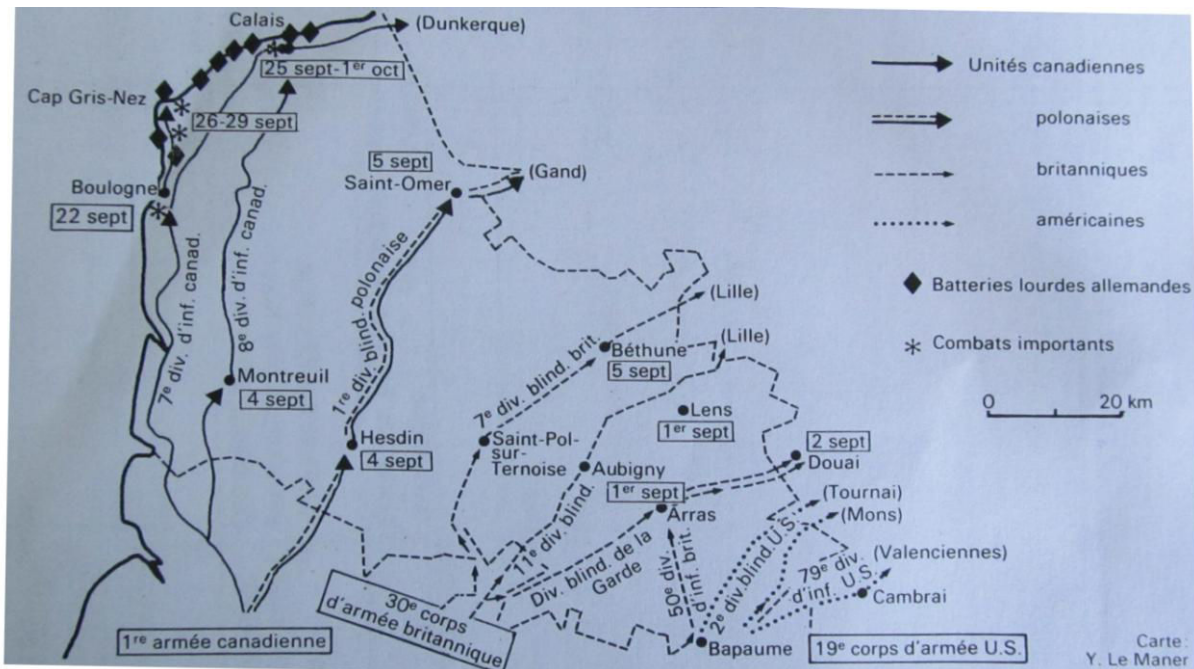 Calais
(Dunkerque)
25 sept-1er oct
Cap Gris-Nez
26-29 sept
Boulogne
22 sept
7e div. d'inf. canad.
8e div. d'inf. canad.
Montreuil
4 sept
5 sept
Saint-Omer
(Gand)
1re div. blind. polonaise
Hesdin
4 sept
7e div. blind. brit.
(Lille)
(Lille)
Béthune
5 sept
Lens
1er sept
Saint-Pol-
sur-
Ternoise
Aubigny
11e div. blind.
1er sept
Arras
2 sept
Douai
(Tournai)
(Mons)
(Valenciennes)
Cambrai
Div. blind. de la
Garde
50e div.
d'inf. brit.
2e div. blind. U.S.
79e div.
d'inf. U.S.
Bapaume
1re armée canadienne
30e corps
d'armée britannique
19e corps d'armée U.S.
Unités canadiennes
polonaises
britanniques
américaines
Batteries lourdes allemandes
Combats importants
0 20 km
Carte:
Y. Le Maner